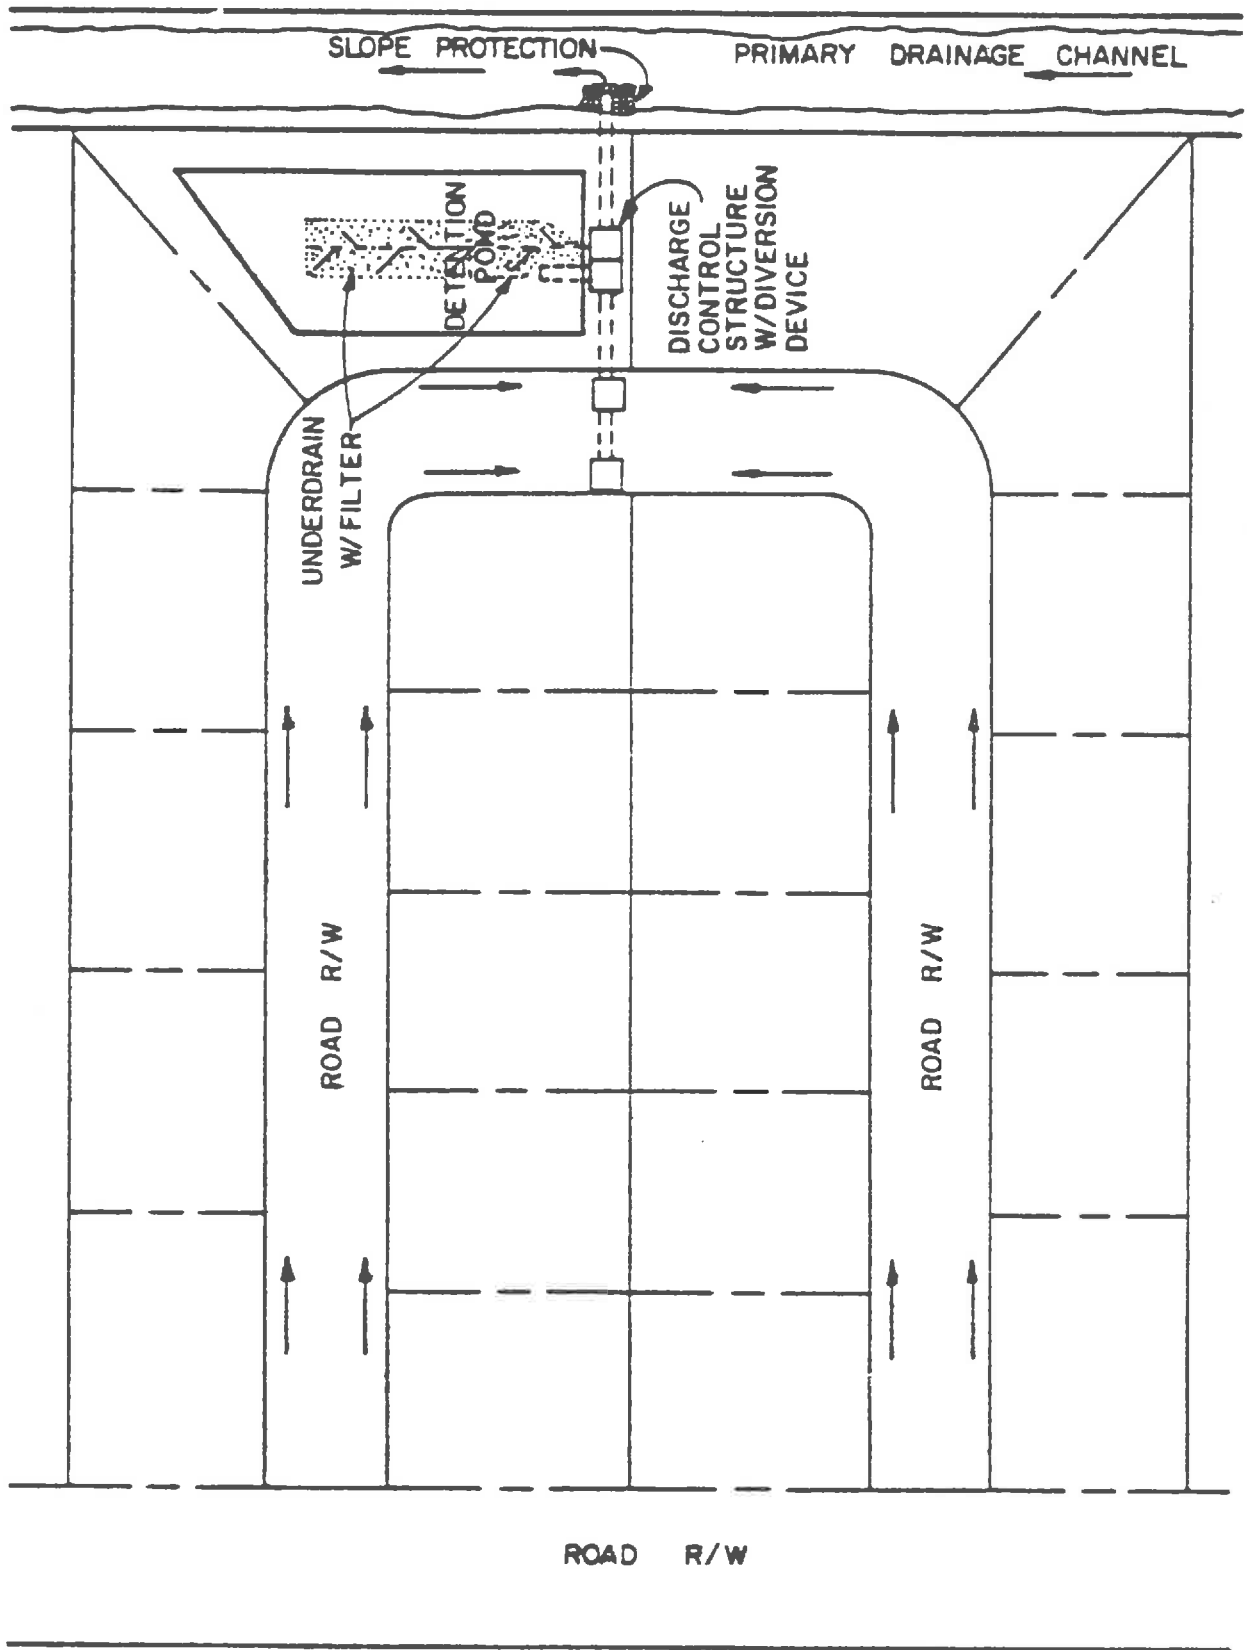 SLOPE PROTECTION
PRIMARY DRAINAGE CHANNEL
DETENTION
POND
DISCHARGE
CONTROL
STRUCTURE
W/DIVERSION
DEVICE
UNDERDRAIN
W/FILTER
ROAD R/W
ROAD R/W
ROAD R/W